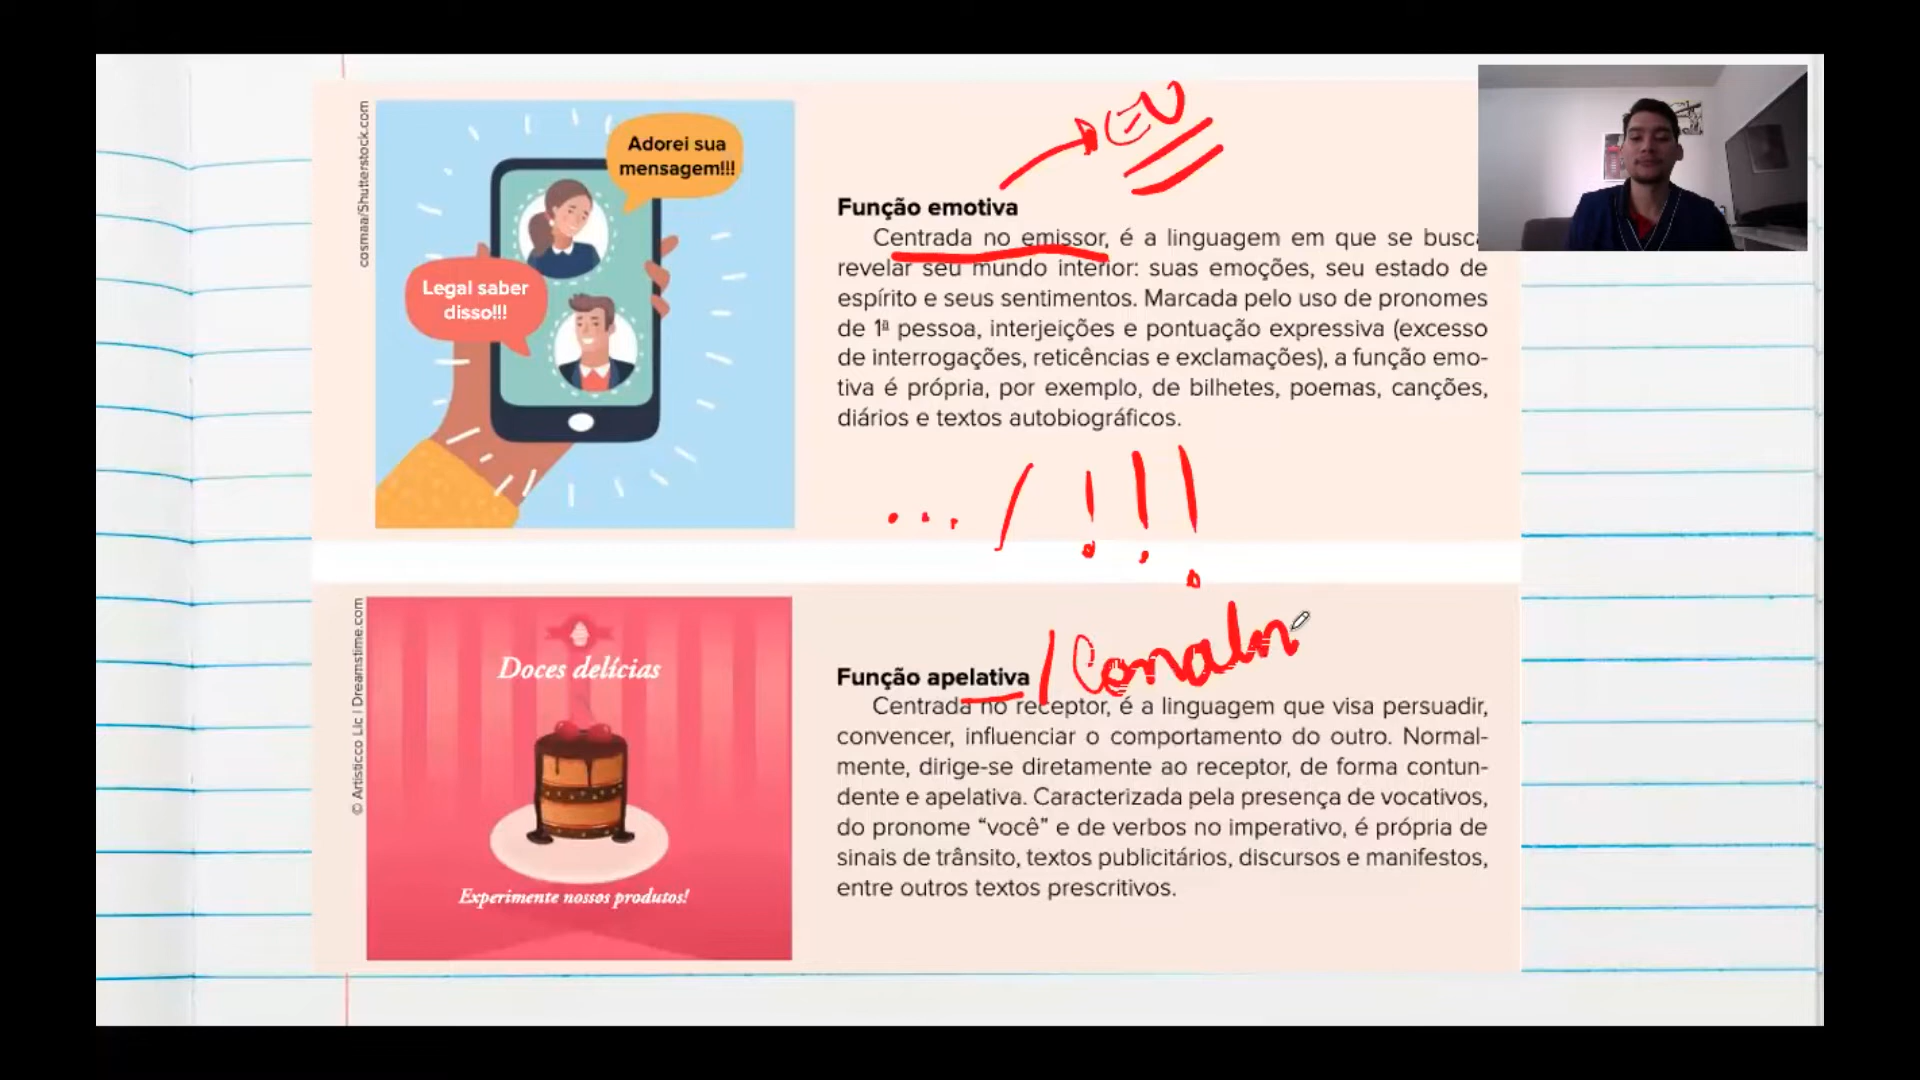 cosmaa/Shutterstock.com
Adorei sua
mensagem!!!
Legal saber
disso!!!
EU
Função emotiva
Centrada no emissor, é a linguagem em que se busca
revelar seu mundo interior: suas emoções, seu estado de
espírito e seus sentimentos. Marcada pelo uso de pronomes
de 1ª pessoa, interjeições e pontuação expressiva (excesso
de interrogações, reticências e exclamações), a função emo-
tiva é própria, por exemplo, de bilhetes, poemas, canções,
diários e textos autobiográficos.
... / ! ! !
© Artisticco Llc | Dreamstime.com
Doces delícias
Experimente nossos produtos!
Função apelativa /
Centrada no receptor, é a linguagem que visa persuadir,
convencer, influenciar o comportamento do outro. Normal-
mente, dirige-se diretamente ao receptor, de forma contun-
dente e apelativa. Caracterizada pela presença de vocativos,
do pronome “você” e de verbos no imperativo, é própria de
sinais de trânsito, textos publicitários, discursos e manifestos,
entre outros textos prescritivos.